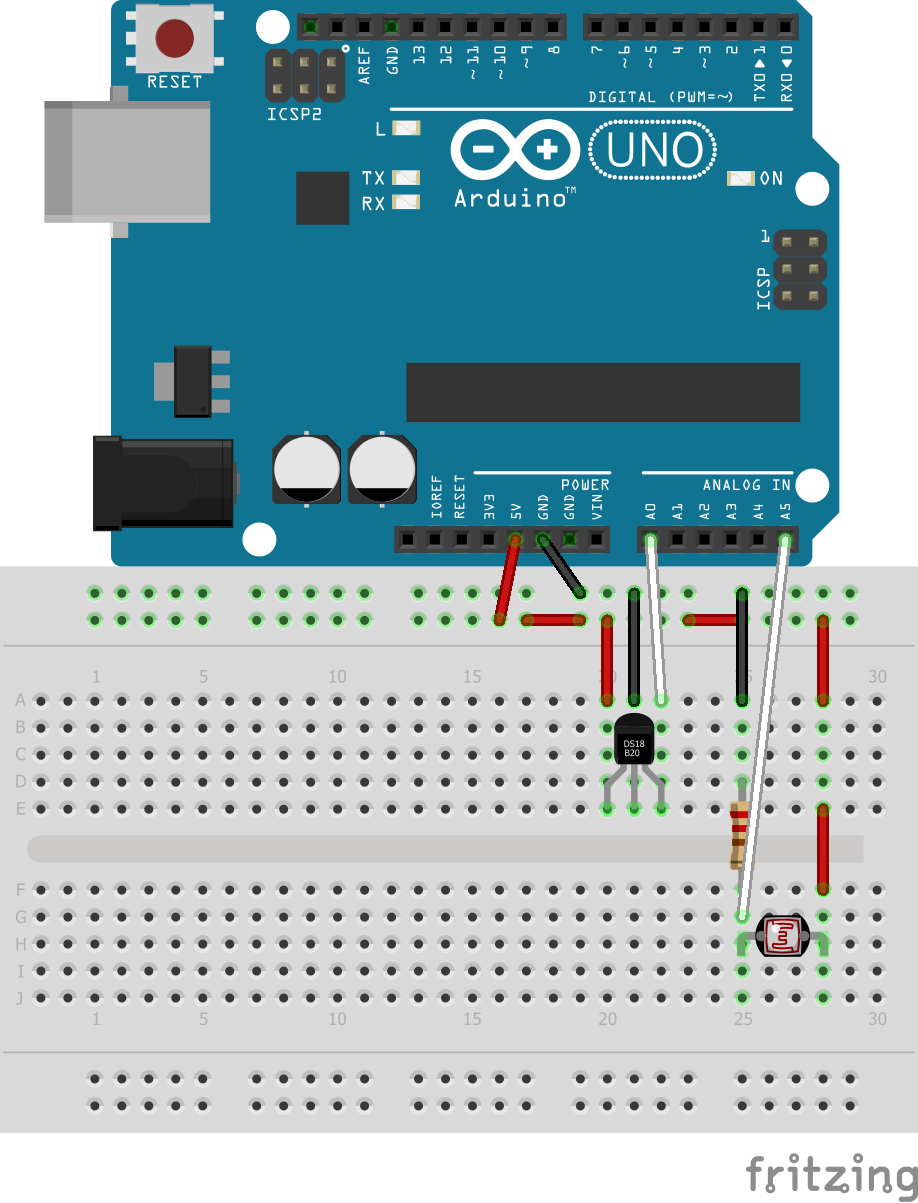 RESET
ICSP2
AREF
GND
13
12
~11
~10
~9
8
7
~6
~5
4
~3
2
TX0▶1
RX0◀0
DIGITAL (PWM=~)
L
TX
RX
Arduino™
UNO
ON
1
ICSP
POWER
ANALOG IN
IOREF
RESET
3V3
5V
GND
GND
VIN
A0
A1
A2
A3
A4
A5
1 5 10 15 20 25 30
A
B
C
D
E
DS18
B20
F
G
H
I
J
1 5 10 15 20 25 30
fritzing